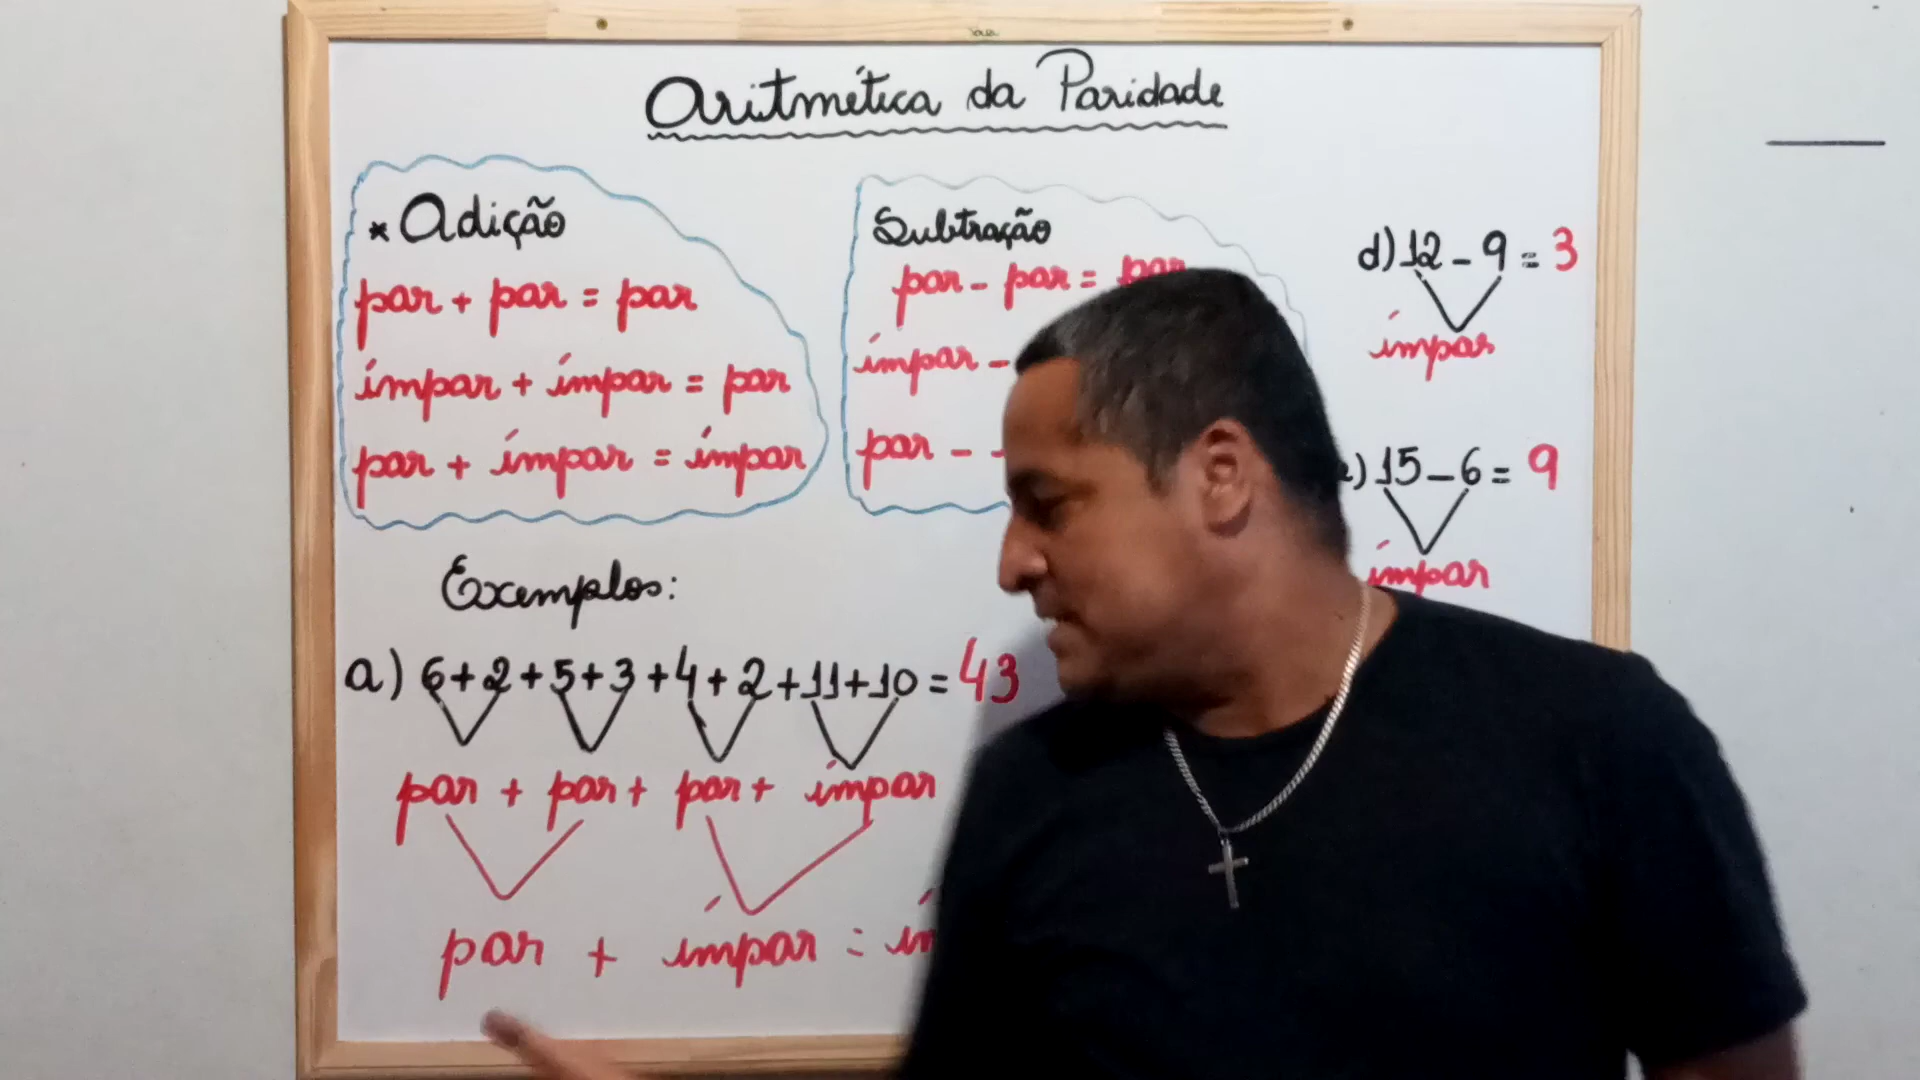 Aritmética da Paridade
* Adição
par + par = par
ímpar + ímpar = par
par + ímpar = ímpar
Subtração
par - par = par
ímpar -
par -
d) 12 - 9 = 3
ímpar
) 15 - 6 = 9
ímpar
Exemplos:
a) 6 + 2 + 5 + 3 + 4 + 2 + 11 + 10 = 43
par + par + par + ímpar
par + ímpar =